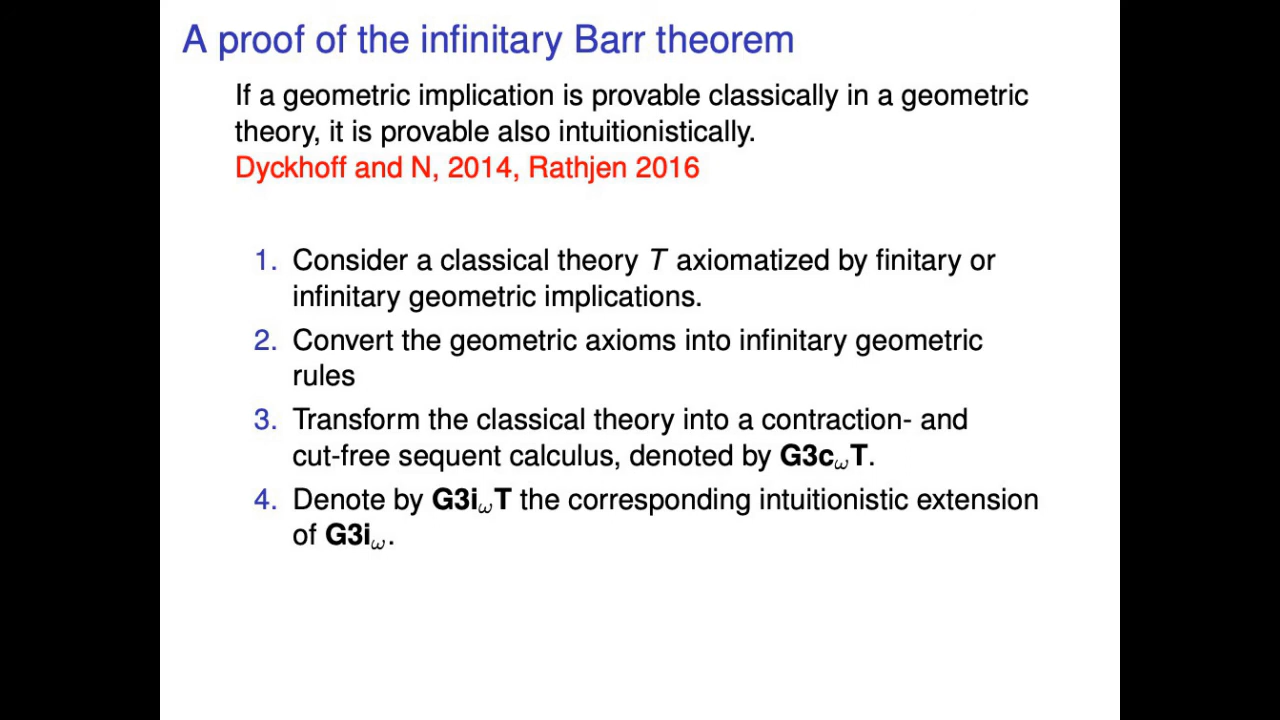 A proof of the infinitary Barr theorem
If a geometric implication is provable classically in a geometric
theory, it is provable also intuitionistically.
Dyckhoff and N, 2014, Rathjen 2016
1. Consider a classical theory T axiomatized by finitary or
infinitary geometric implications.
2. Convert the geometric axioms into infinitary geometric
rules
3. Transform the classical theory into a contraction- and
cut-free sequent calculus, denoted by G3cωT.
4. Denote by G3iωT the corresponding intuitionistic extension
of G3iω.